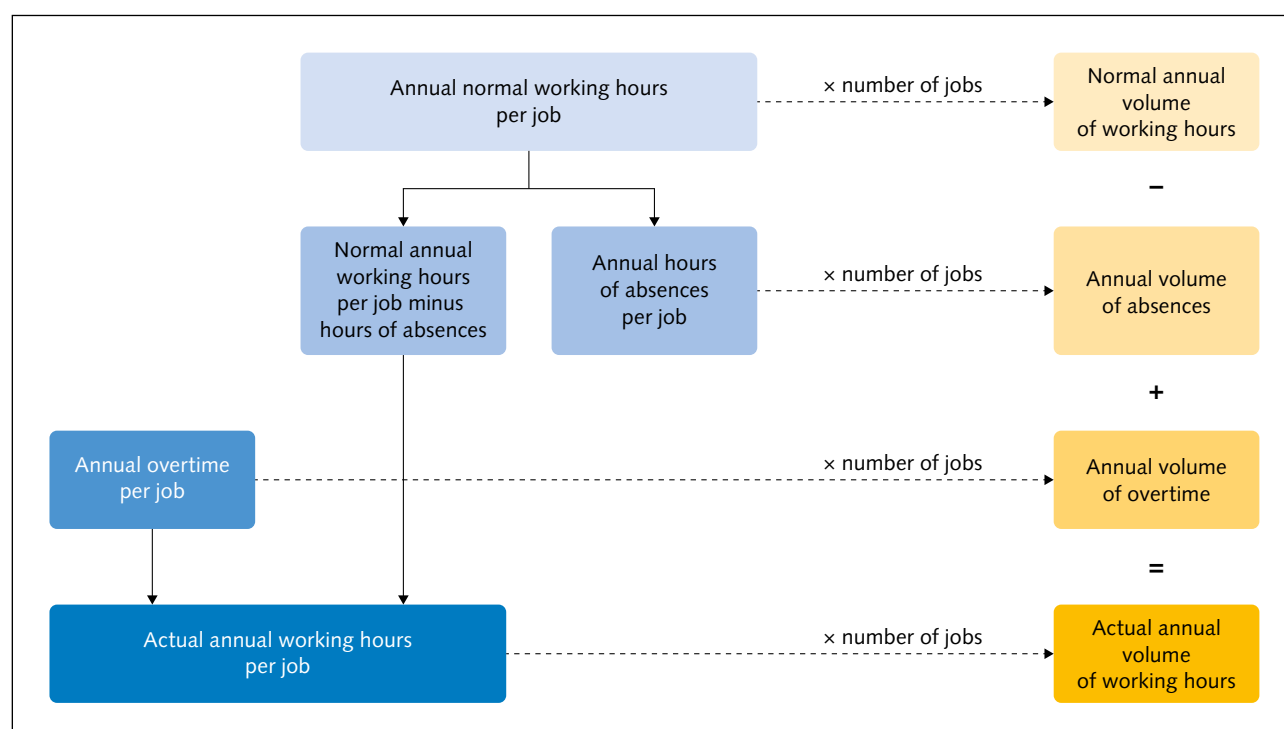 Annual normal working hours
per job
× number of jobs
Normal annual
volume
of working hours
–
Normal annual
working hours
per job minus
hours of absences
Annual hours
of absences
per job
× number of jobs
Annual volume
of absences
+
Annual overtime
per job
× number of jobs
Annual volume
of overtime
=
Actual annual working hours
per job
× number of jobs
Actual annual
volume
of working hours